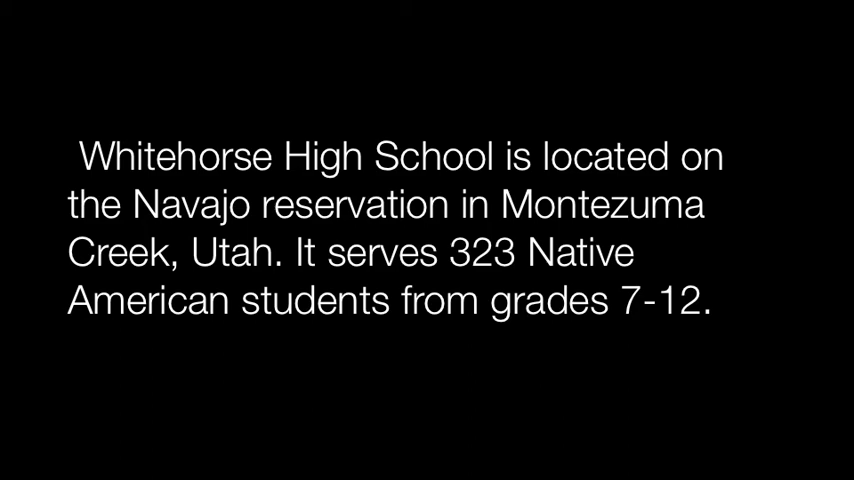 Whitehorse High School is located on
the Navajo reservation in Montezuma
Creek, Utah. It serves 323 Native
American students from grades 7-12.